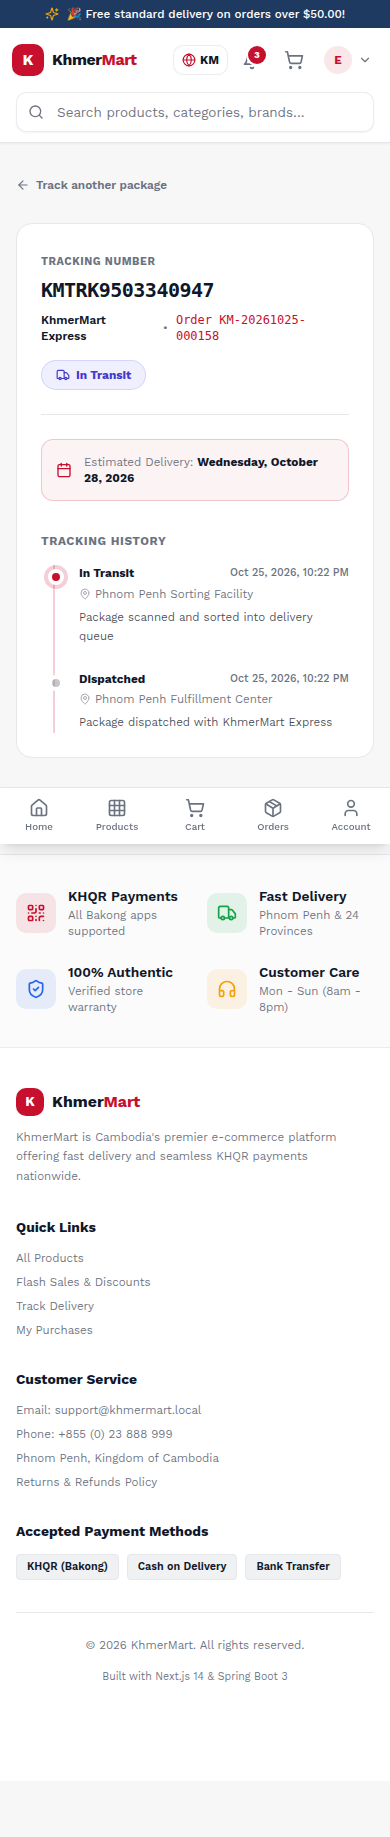 ✨ 🎉 Free standard delivery on orders over $50.00!
K KhmerMart KM 3 E
Search products, categories, brands...
← Track another package
TRACKING NUMBER
KMTRK9503340947
KhmerMart Express • Order KM-20261025-000158
In Transit
Estimated Delivery: Wednesday, October
28, 2026
TRACKING HISTORY
In Transit Oct 25, 2026, 10:22 PM
Phnom Penh Sorting Facility
Package scanned and sorted into delivery
queue
Dispatched Oct 25, 2026, 10:22 PM
Phnom Penh Fulfillment Center
Package dispatched with KhmerMart Express
Home Products Cart Orders Account
KHQR Payments
All Bakong apps
supported
Fast Delivery
Phnom Penh & 24
Provinces
100% Authentic
Verified store
warranty
Customer Care
Mon - Sun (8am -
8pm)
K KhmerMart
KhmerMart is Cambodia's premier e-commerce platform
offering fast delivery and seamless KHQR payments
nationwide.
Quick Links
All Products
Flash Sales & Discounts
Track Delivery
My Purchases
Customer Service
Email: support@khmermart.local
Phone: +855 (0) 23 888 999
Phnom Penh, Kingdom of Cambodia
Returns & Refunds Policy
Accepted Payment Methods
KHQR (Bakong) Cash on Delivery Bank Transfer
© 2026 KhmerMart. All rights reserved.
Built with Next.js 14 & Spring Boot 3